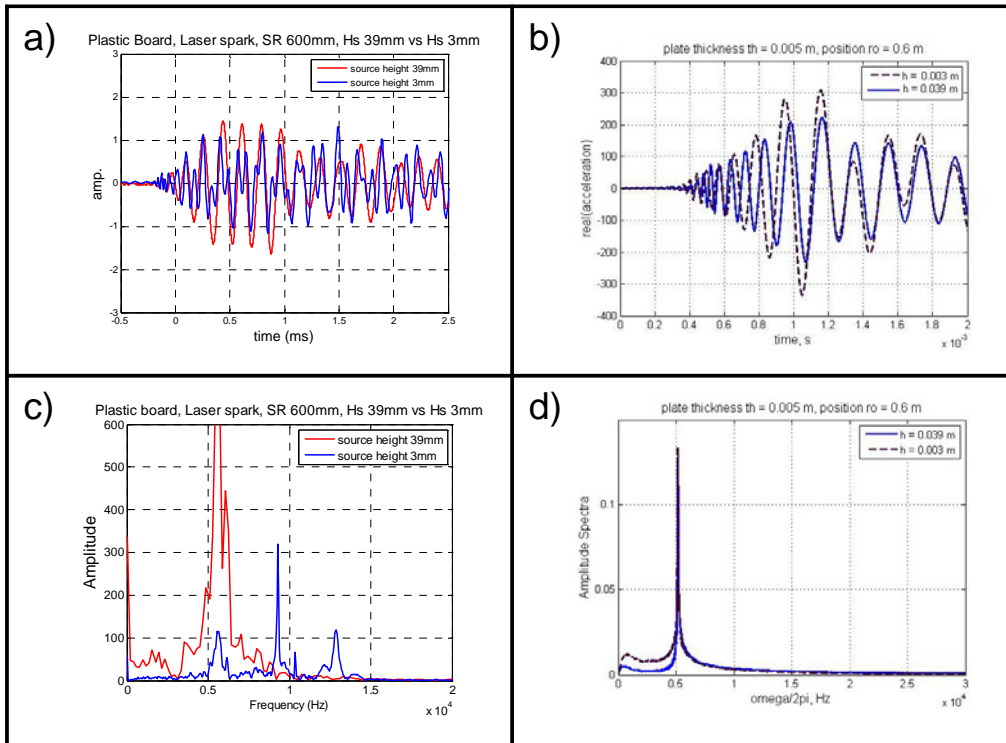 a)
Plastic Board, Laser spark, SR 600mm, Hs 39mm vs Hs 3mm
source height 39mm
source height 3mm
3
2
1
0
-1
-2
-3
amp.
-0.5 0 0.5 1 1.5 2 2.5
time (ms)
b)
plate thickness th = 0.005 m, position ro = 0.6 m
h = 0.003 m
h = 0.039 m
400
300
200
100
0
-100
-200
-300
-400
real(acceleration)
0 0.2 0.4 0.6 0.8 1 1.2 1.4 1.6 1.8 2
time, s
x 10⁻³
c)
Plastic board, Laser spark, SR 600mm, Hs 39mm vs Hs 3mm
source height 39mm
source height 3mm
600
500
400
300
200
100
0
Amplitude
0 0.5 1 1.5 2
Frequency (Hz)
x 10⁴
d)
plate thickness th = 0.005 m, position ro = 0.6 m
h = 0.039 m
h = 0.003 m
0.1
0.05
0
Amplitude Spectra
0 0.5 1 1.5 2 2.5 3
omega/2pi, Hz
x 10⁴